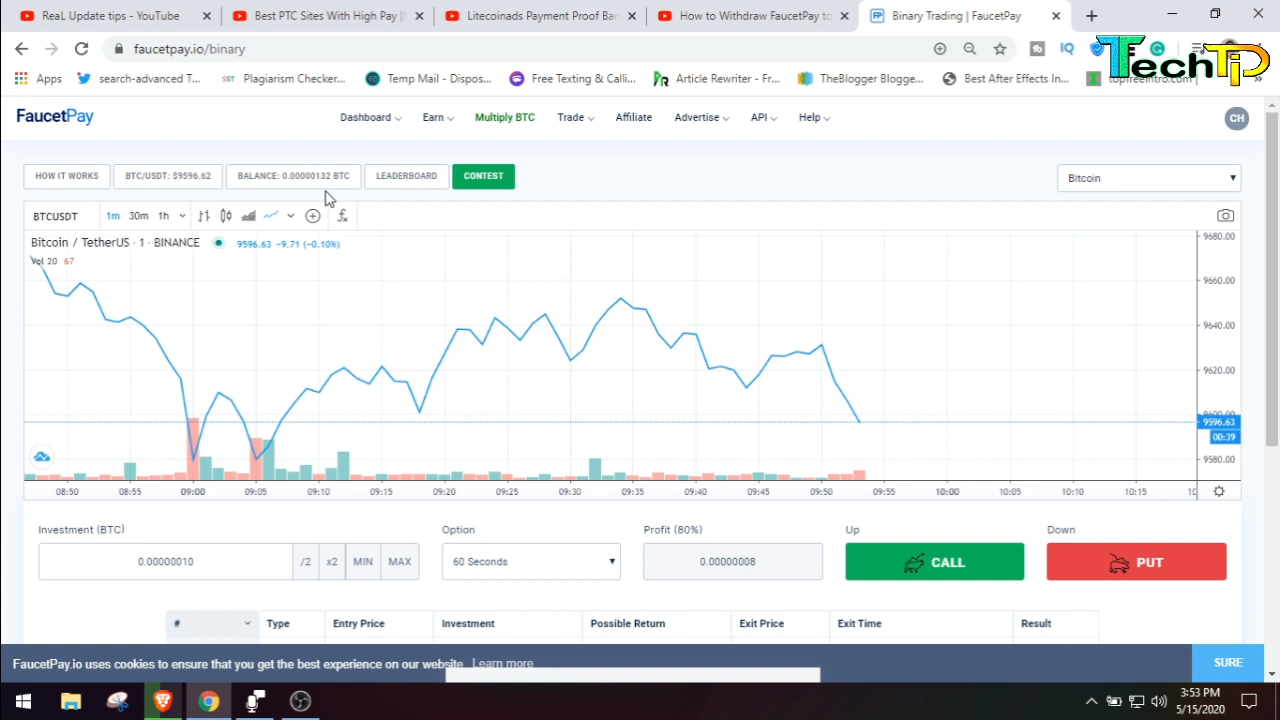 ReaL Update tips - YouTube
Best PTC Sites With High Pay |
Litecoinads Payment Proof
How to Withdraw FaucetPay to
Binary Trading | FaucetPay
faucetpay.io/binary
Apps
search-advanced T...
SST Plagiarism Checker...
Temp Mail - Dispos...
Free Texting & Calli...
Article Rewriter - Fr...
TheBlogger Blogge...
Best After Effects In...
topfreeintro.com
TechTip
FaucetPay
Dashboard
Earn
Multiply BTC
Trade
Affiliate
Advertise
API
Help
CH
HOW IT WORKS
BTC/USDT: $9596.62
BALANCE: 0.00000132 BTC
LEADERBOARD
CONTEST
Bitcoin
BTCUSDT
1m 30m 1h
Bitcoin / TetherUS · 1 · BINANCE
9596.63 −9.71 (−0.10%)
Vol 20 67
9680.00
9660.00
9640.00
9620.00
9600.00
9596.63
00:39
9580.00
08:50 08:55 09:00 09:05 09:10 09:15 09:20 09:25 09:30 09:35 09:40 09:45 09:50 09:55 10:00 10:05 10:10 10:15
Investment (BTC)
Option
Profit (80%)
Up
Down
0.00000010
/2 x2 MIN MAX
60 Seconds
0.00000008
CALL
PUT
# Type Entry Price Investment Possible Return Exit Price Exit Time Result
FaucetPay.io uses cookies to ensure that you get the best experience on our website Learn more
SURE
3:53 PM
5/15/2020